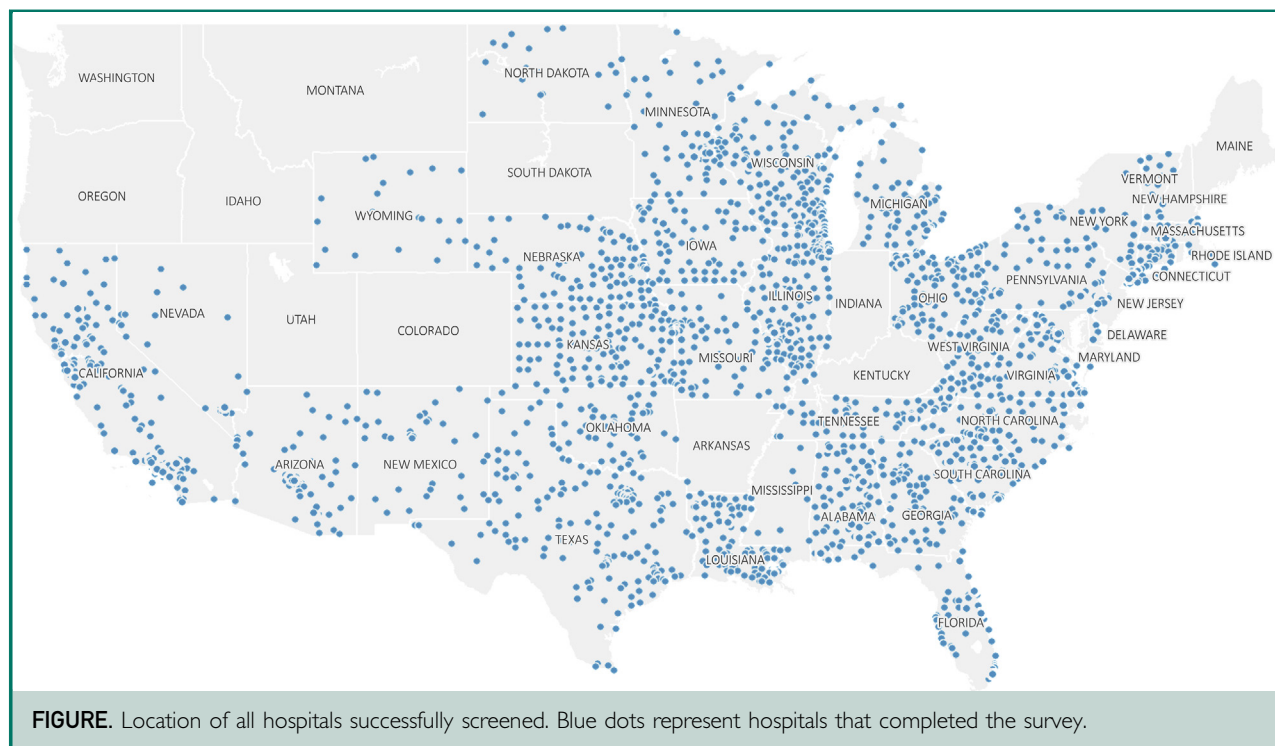 WASHINGTON
MONTANA
NORTH DAKOTA
MINNESOTA
MAINE
OREGON
IDAHO
WYOMING
SOUTH DAKOTA
WISCONSIN
MICHIGAN
VERMONT
NEW HAMPSHIRE
NEW YORK
MASSACHUSETTS
RHODE ISLAND
CONNECTICUT
NEVADA
UTAH
COLORADO
NEBRASKA
IOWA
ILLINOIS
INDIANA
OHIO
PENNSYLVANIA
NEW JERSEY
DELAWARE
MARYLAND
CALIFORNIA
KANSAS
MISSOURI
KENTUCKY
WEST VIRGINIA
VIRGINIA
ARIZONA
NEW MEXICO
OKLAHOMA
ARKANSAS
TENNESSEE
NORTH CAROLINA
SOUTH CAROLINA
TEXAS
LOUISIANA
MISSISSIPPI
ALABAMA
GEORGIA
FLORIDA
FIGURE. Location of all hospitals successfully screened. Blue dots represent hospitals that completed the survey.